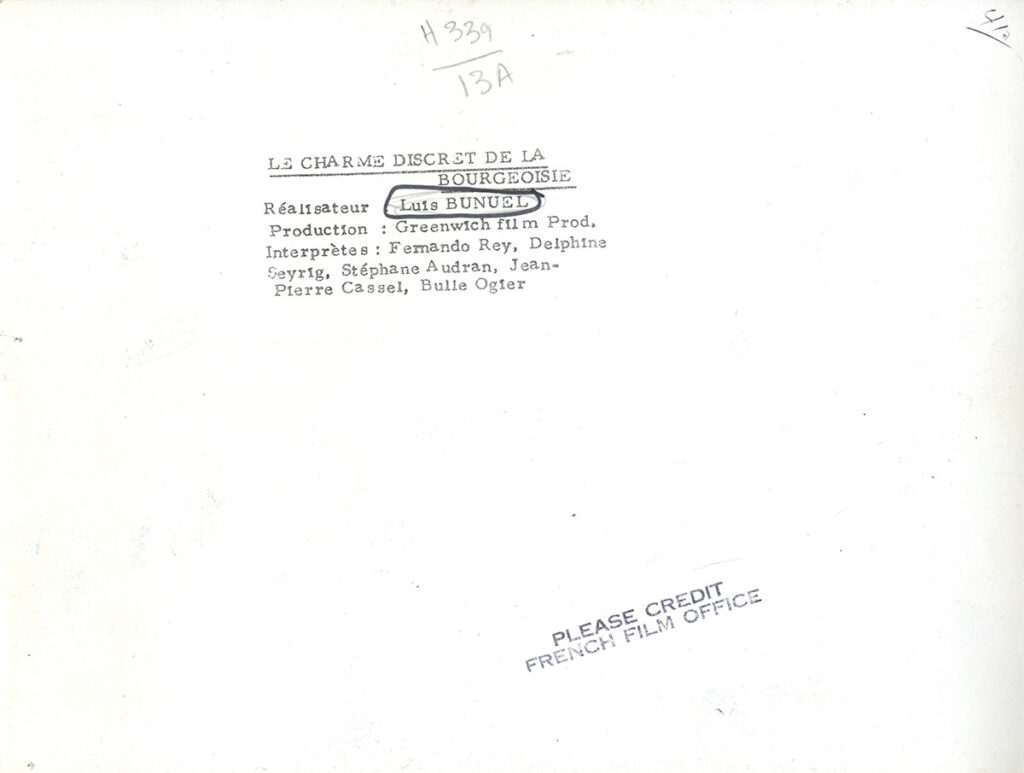 H 339
13A
LE CHARME DISCRET DE LA
BOURGEOISIE
Réalisateur : Luis BUNUEL
Production : Greenwich film Prod.
Interprètes : Fernando Rey, Delphine
Seyrig, Stéphane Audran, Jean-
Pierre Cassel, Bulle Ogier
PLEASE CREDIT
FRENCH FILM OFFICE